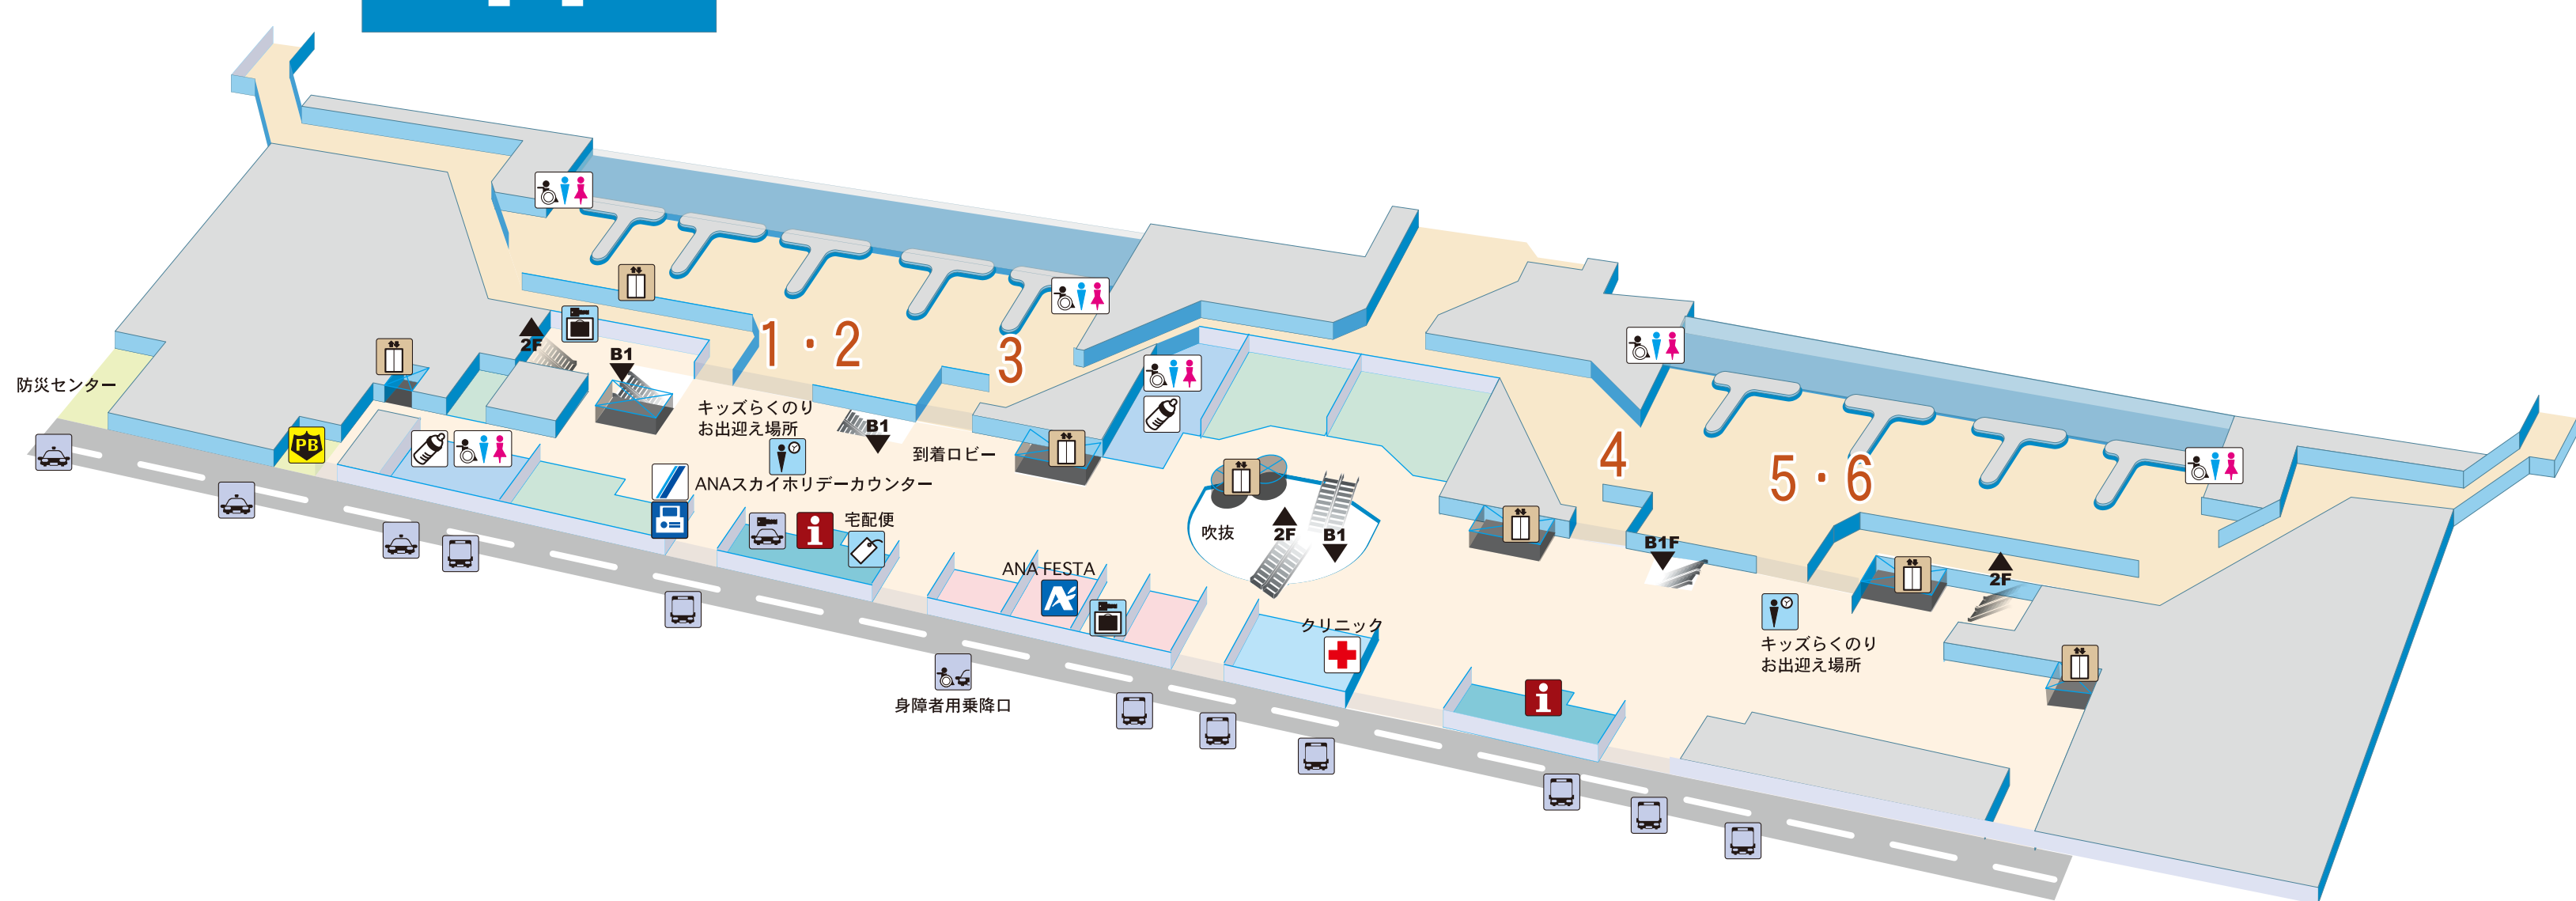 2F
B1
1・2
3
防災センター
PB
キッズらくのり
お出迎え場所
B1
到着ロビー
ANAスカイホリデーカウンター
宅配便
i
ANA FESTA
吹抜
2F
B1
クリニック
身障者用乗降口
4
5・6
B1F
2F
キッズらくのり
お出迎え場所
i